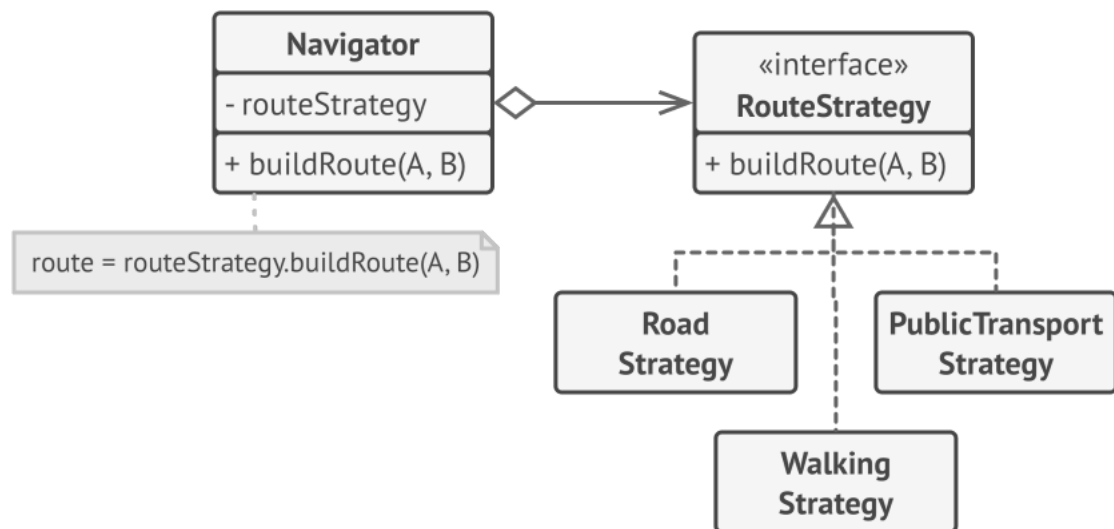 Navigator
- routeStrategy
+ buildRoute(A, B)
route = routeStrategy.buildRoute(A, B)
«interface»
RouteStrategy
+ buildRoute(A, B)
Road
Strategy
PublicTransport
Strategy
Walking
Strategy